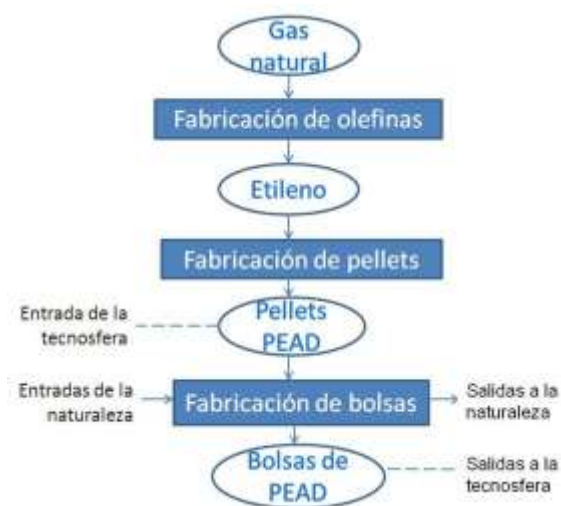 Gas
natural
Fabricación de olefinas
Etileno
Fabricación de pellets
Entrada de la
tecnosfera
Pellets
PEAD
Entradas de la
naturaleza
Fabricación de bolsas
Salidas a la
naturaleza
Bolsas de
PEAD
Salidas a la
tecnosfera